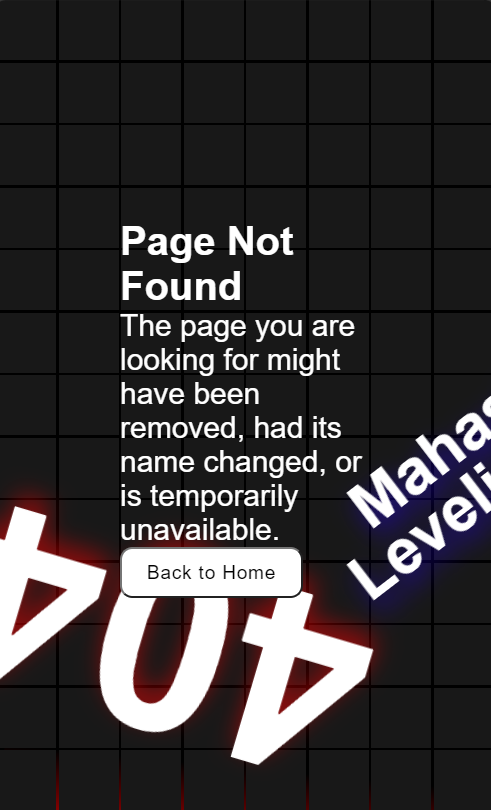 Page Not
Found
The page you are
looking for might
have been
removed, had its
name changed, or
is temporarily
unavailable.
Back to Home
404